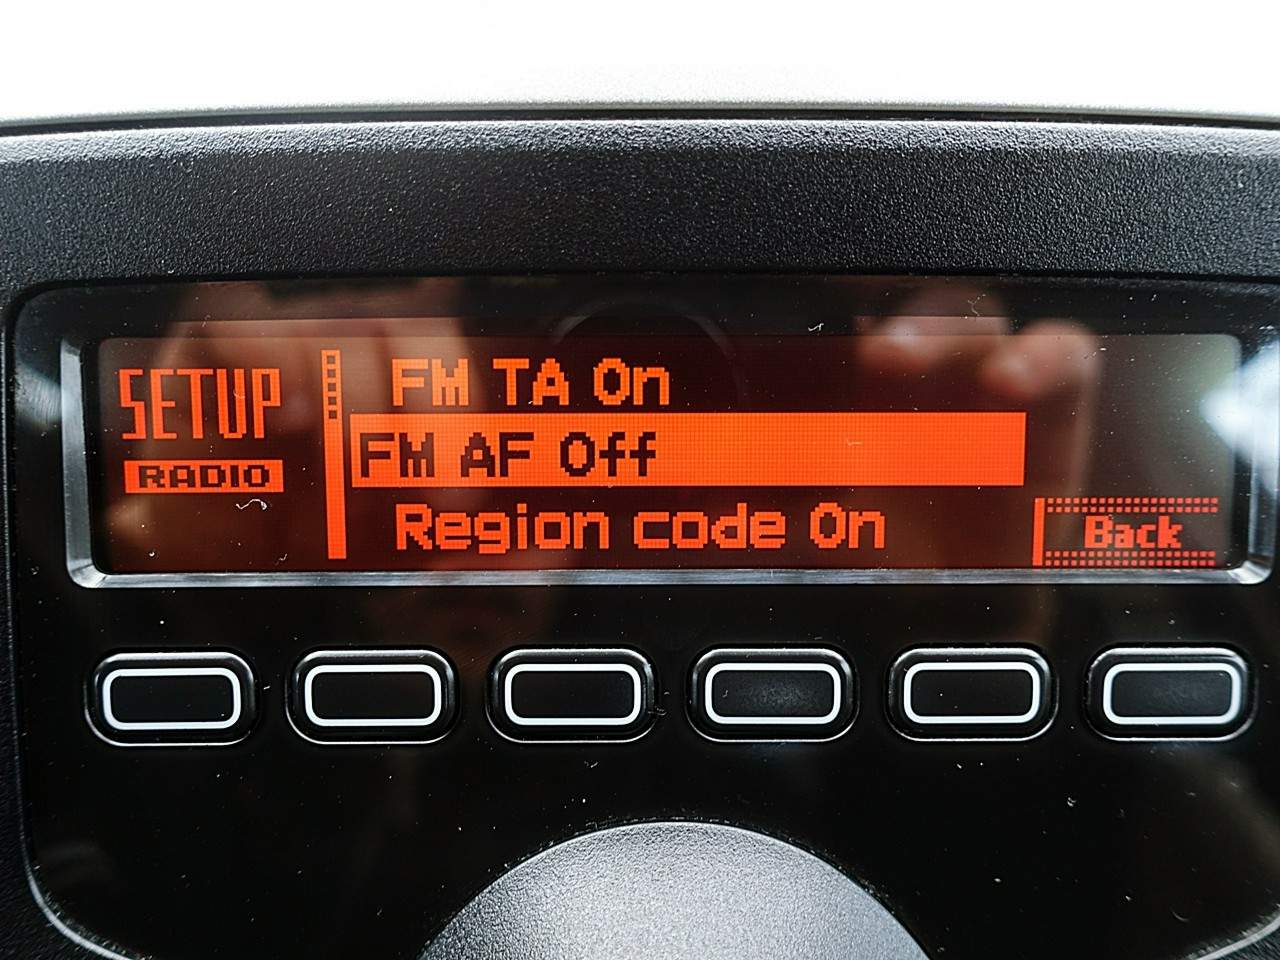 SETUP
RADIO
FM TA On
FM AF Off
Region code On
Back